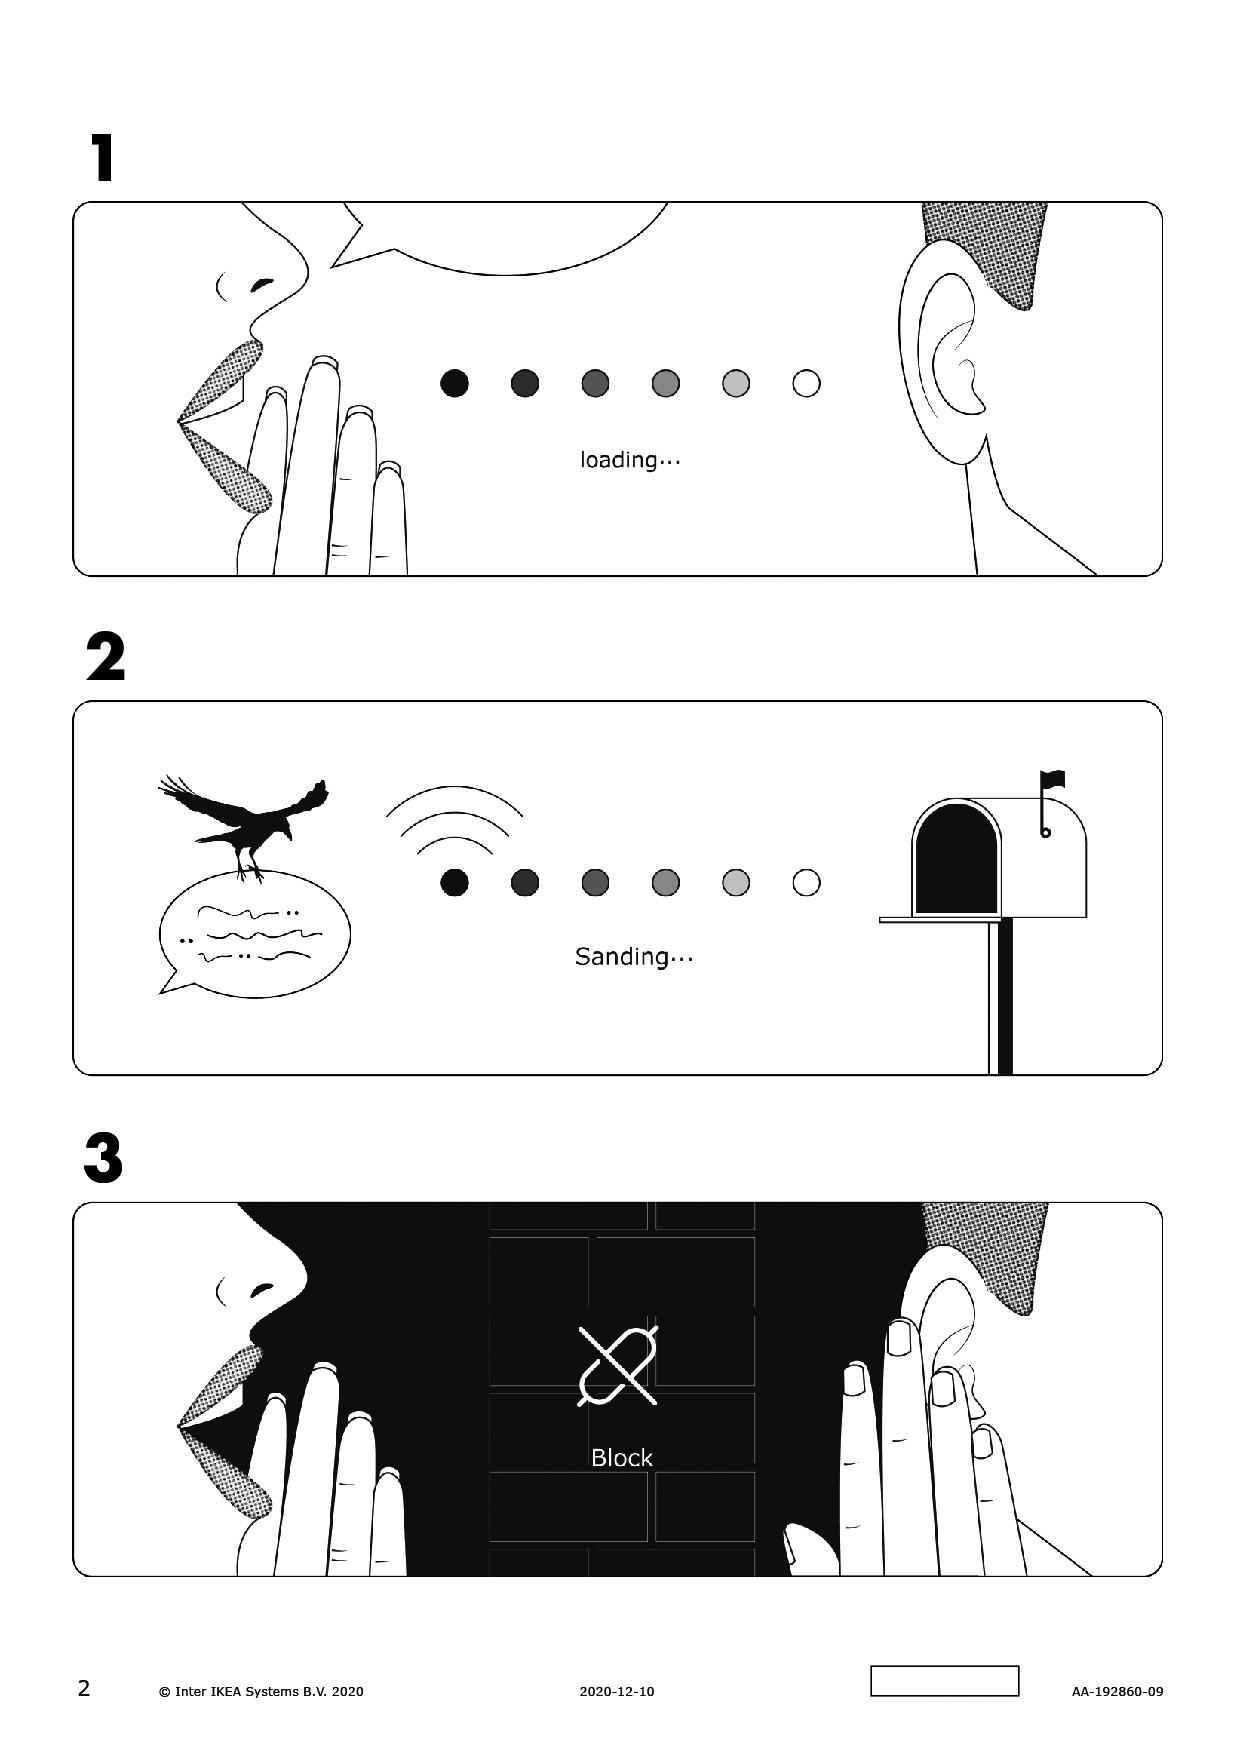 1
loading...
2
Sanding...
3
Block
2 © Inter IKEA Systems B.V. 2020 2020-12-10 AA-192860-09